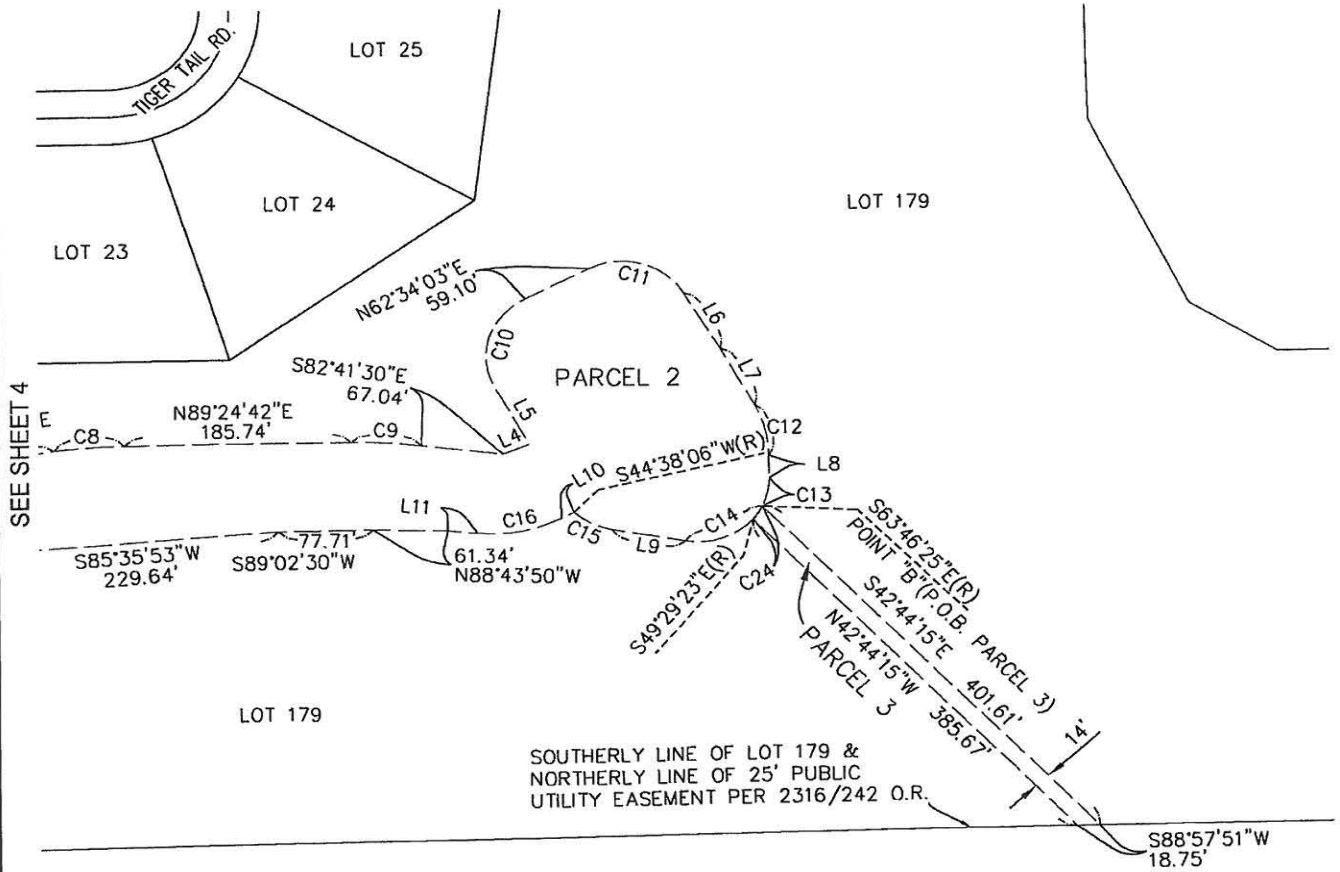 LOT 25
TIGER TAIL RD.
LOT 24
LOT 179
LOT 23
N62°34'03"E
59.10'
C11
L6
C10
L7
S82°41'30"E
67.04'
PARCEL 2
SEE SHEET 4
E
C8
N89°24'42"E
185.74'
C9
L5
L4
C12
S44°38'06"W(R)
L8
L10
C13
L11
C16
C15
C14
L9
S85°35'53"W
229.64'
77.71'
S89°02'30"W
61.34'
N88°43'50"W
C24
S49°29'23"E(R)
S63°46'25"E(R)
POINT "B"(P.O.B. PARCEL 3)
S42°44'15"E
401.61'
N42°44'15"W
385.67'
PARCEL 3
14'
LOT 179
SOUTHERLY LINE OF LOT 179 &
NORTHERLY LINE OF 25' PUBLIC
UTILITY EASEMENT PER 2316/242 O.R.
S88°57'51"W
18.75'